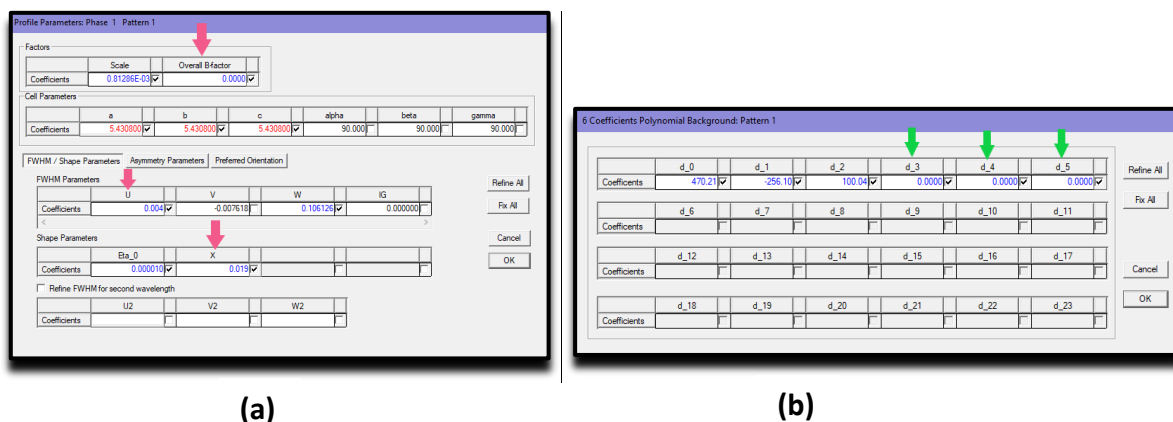 Profile Parameters: Phase 1 Pattern 1
Factors
Scale Overall B-factor
Coefficients 0.81286E-03 0.0000
Cell Parameters
a b c alpha beta gamma
Coefficients 5.430800 5.430800 5.430800 90.000 90.000 90.000
FWHM / Shape Parameters Asymmetry Parameters Preferred Orientation
FWHM Parameters
U V W IG
Coefficients 0.004 -0.007618 0.106126 0.000000
Shape Parameters
Eta_0 X
Coefficients 0.000010 0.019
Refine FWHM for second wavelength
U2 V2 W2
Coefficients
Refine All
Fix All
Cancel
OK
(a)
6 Coefficients Polynomial Background: Pattern 1
d_0 d_1 d_2 d_3 d_4 d_5
Coefficients 470.21 -256.10 100.04 0.0000 0.0000 0.0000
d_6 d_7 d_8 d_9 d_10 d_11
Coefficients
d_12 d_13 d_14 d_15 d_16 d_17
Coefficients
d_18 d_19 d_20 d_21 d_22 d_23
Coefficients
Refine All
Fix All
Cancel
OK
(b)